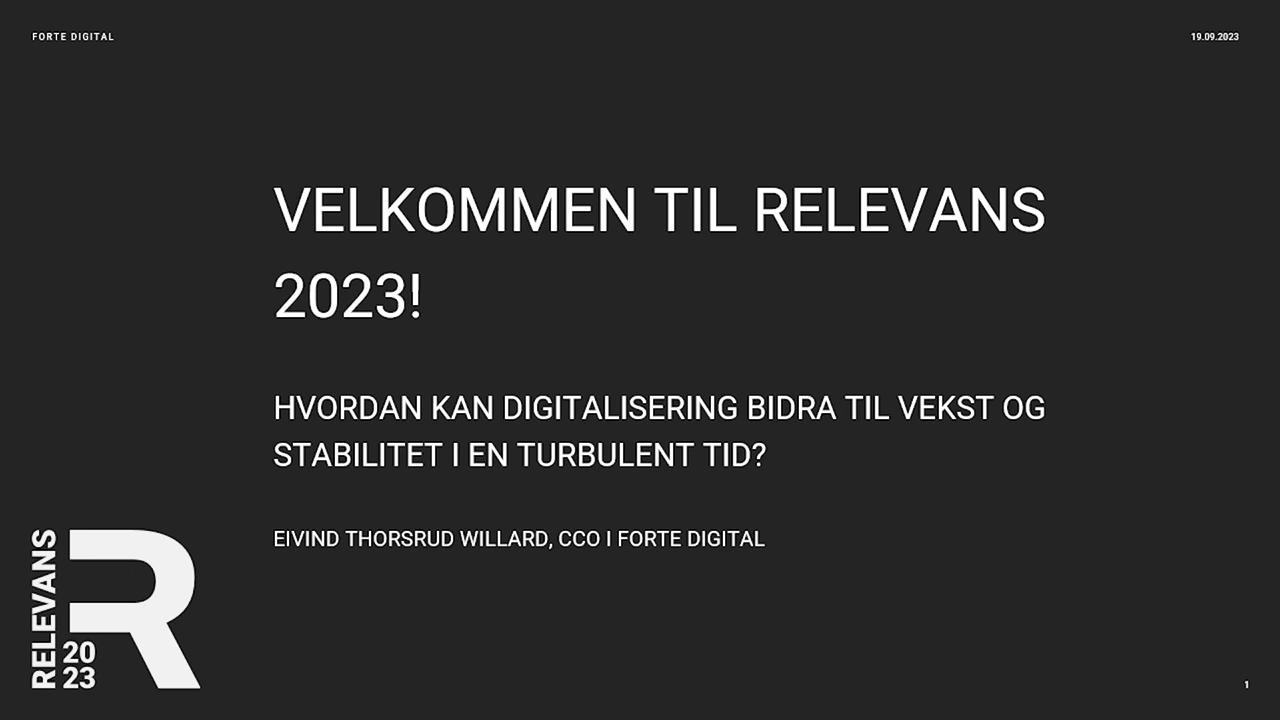 FORTE DIGITAL
19.09.2023
VELKOMMEN TIL RELEVANS
2023!
HVORDAN KAN DIGITALISERING BIDRA TIL VEKST OG
STABILITET I EN TURBULENT TID?
EIVIND THORSRUD WILLARD, CCO I FORTE DIGITAL
RELEVANS
R
20
23
1